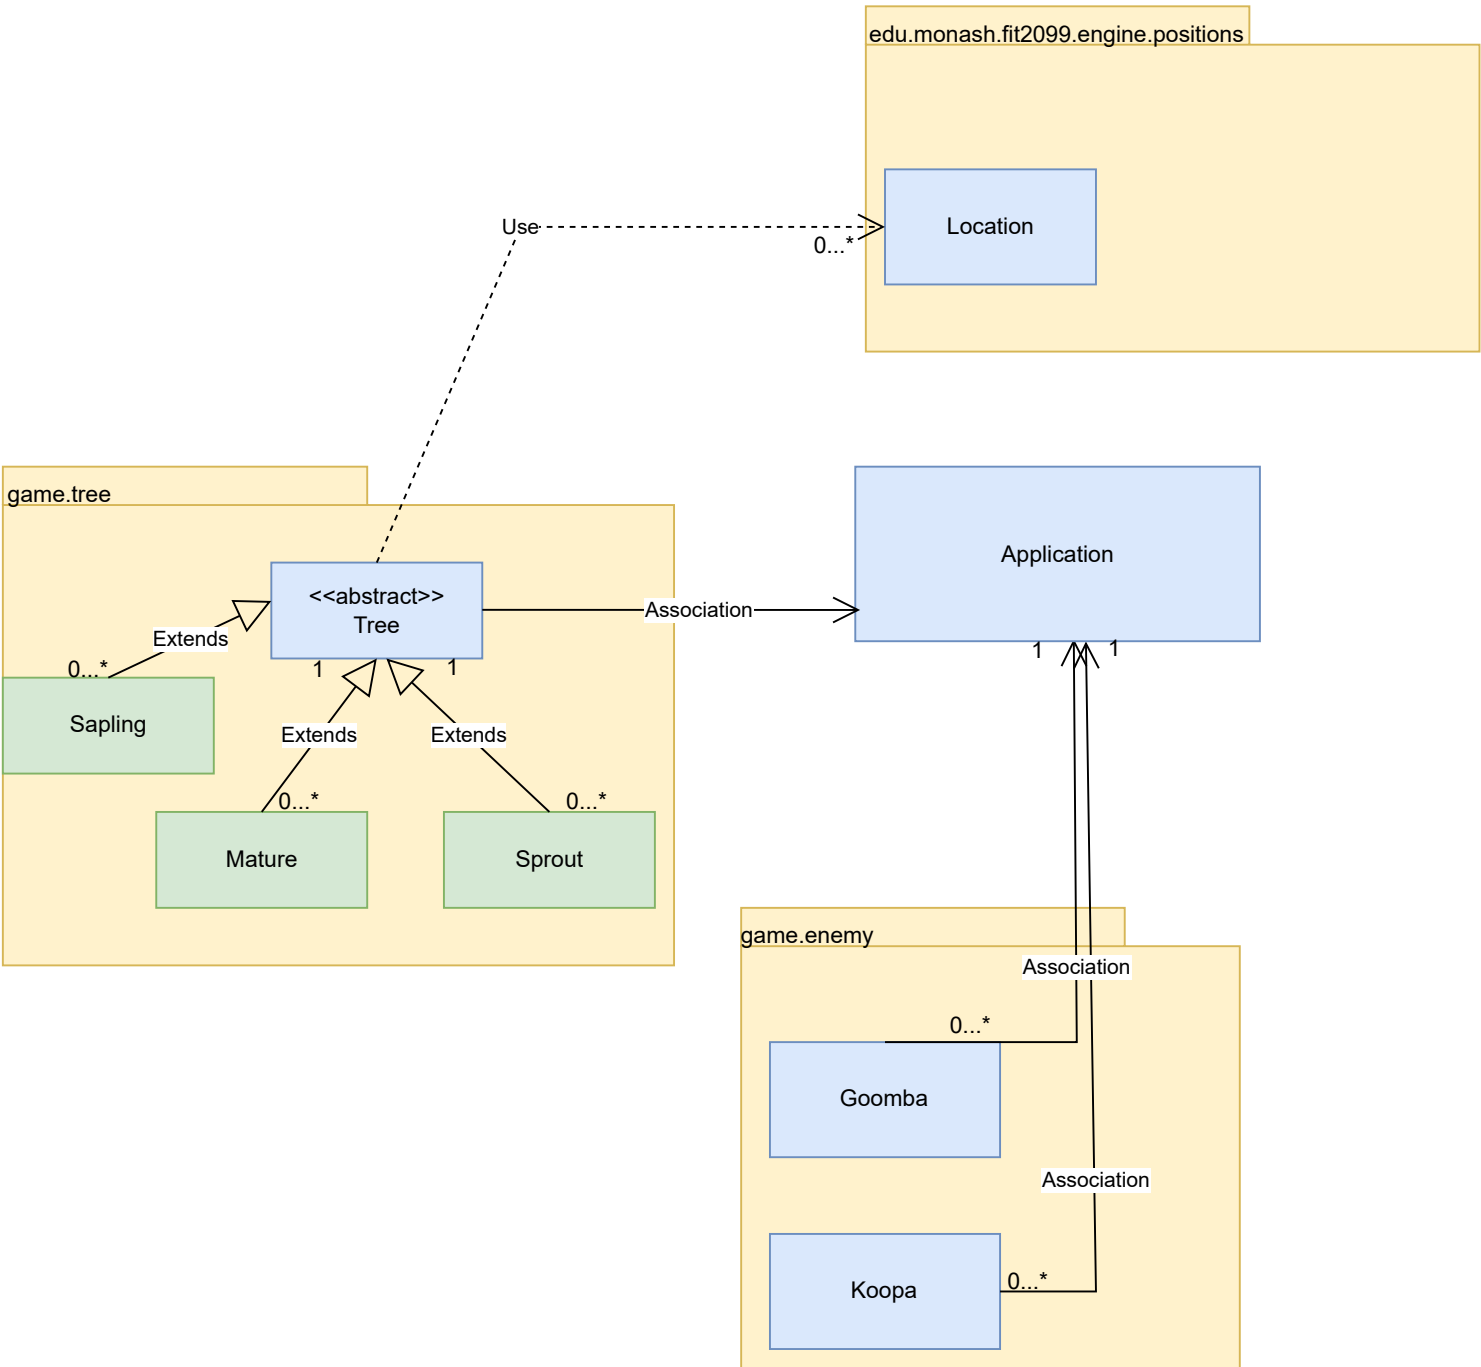 edu.monash.fit2099.engine.positions
Use
Location
0...*
game.tree
Application
<<abstract>>
Tree
Association
Extends
0...*
1
1
1
1
Sapling
Extends
Extends
0...*
0...*
Mature
Sprout
game.enemy
Association
0...*
Goomba
Association
0...*
Koopa